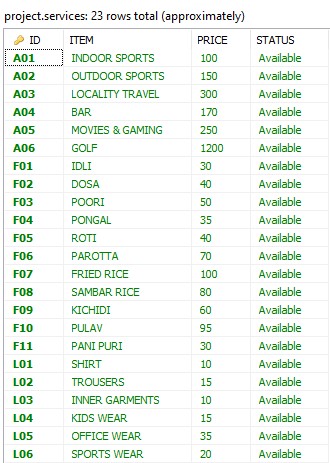 project.services: 23 rows total (approximately)
ID ITEM PRICE STATUS
A01 INDOOR SPORTS 100 Available
A02 OUTDOOR SPORTS 150 Available
A03 LOCALITY TRAVEL 300 Available
A04 BAR 170 Available
A05 MOVIES & GAMING 250 Available
A06 GOLF 1200 Available
F01 IDLI 30 Available
F02 DOSA 40 Available
F03 POORI 50 Available
F04 PONGAL 35 Available
F05 ROTI 40 Available
F06 PAROTTA 70 Available
F07 FRIED RICE 100 Available
F08 SAMBAR RICE 80 Available
F09 KICHIDI 60 Available
F10 PULAV 95 Available
F11 PANI PURI 30 Available
L01 SHIRT 10 Available
L02 TROUSERS 15 Available
L03 INNER GARMENTS 10 Available
L04 KIDS WEAR 15 Available
L05 OFFICE WEAR 35 Available
L06 SPORTS WEAR 20 Available